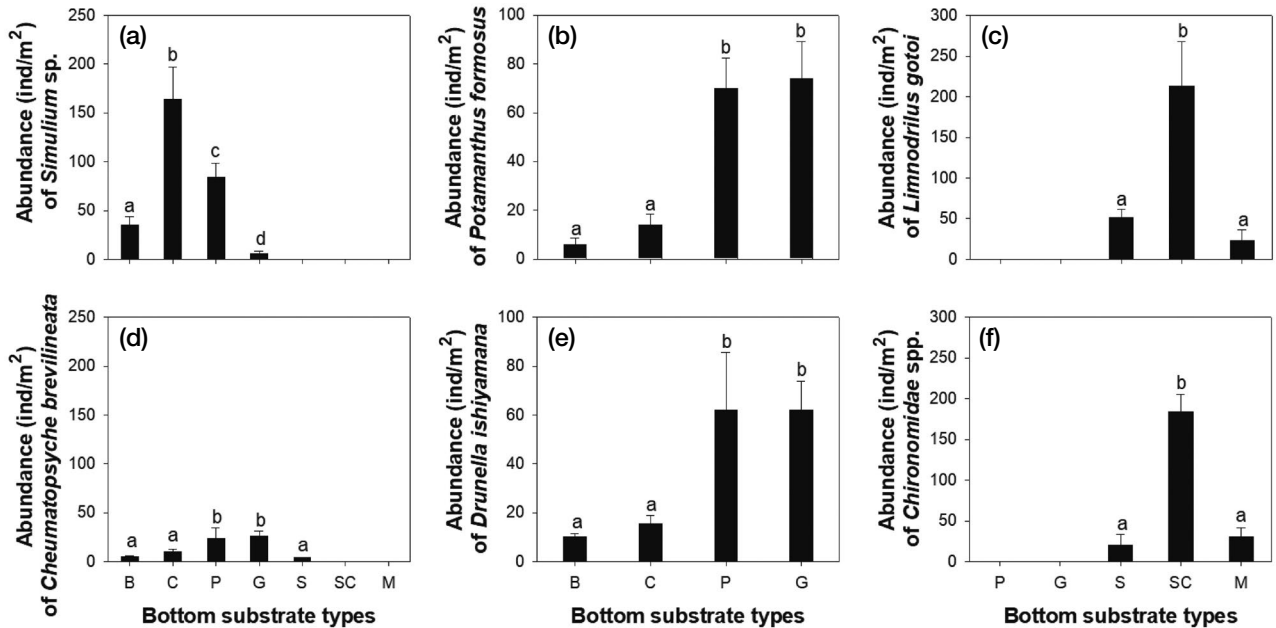 Abundance (ind/m²)
of Simulium sp.
250
200
150
100
50
0
(a)
a
b
c
d
Abundance (ind/m²)
of Potamanthus formosus
100
80
60
40
20
0
(b)
a
a
b
b
Abundance (ind/m²)
of Limnodrilus gotoi
300
250
200
150
100
50
0
(c)
a
b
a
Abundance (ind/m²)
of Cheumatopsyche brevilineata
250
200
150
100
50
0
(d)
a
a
b
b
a
B C P G S SC M
Bottom substrate types
Abundance (ind/m²)
of Drunella ishiyamana
100
80
60
40
20
0
(e)
a
a
b
b
B C P G
Bottom substrate types
Abundance (ind/m²)
of Chironomidae spp.
300
250
200
150
100
50
0
(f)
a
b
a
P G S SC M
Bottom substrate types